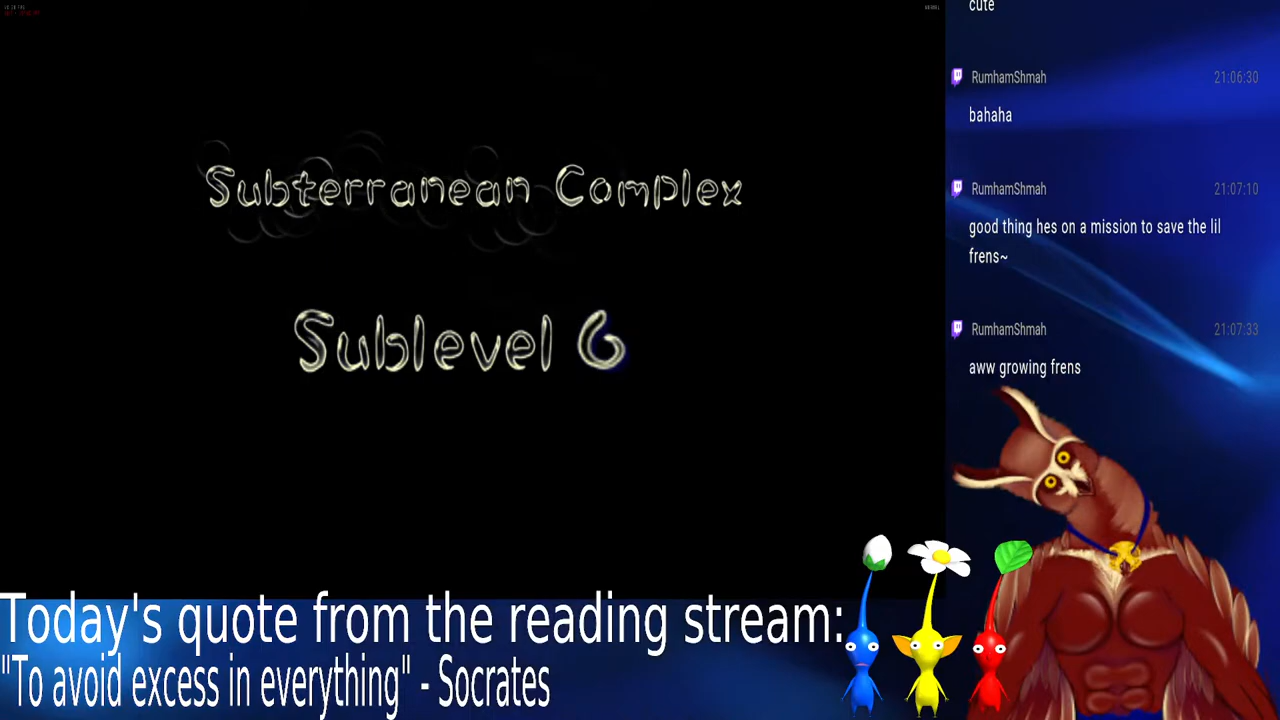 Subterranean Complex
Sublevel 6
cute
RumhamShmah 21:06:30
bahaha
RumhamShmah 21:07:10
good thing hes on a mission to save the lil
frens~
RumhamShmah 21:07:33
aww growing frens
Today's quote from the reading stream:
"To avoid excess in everything" - Socrates